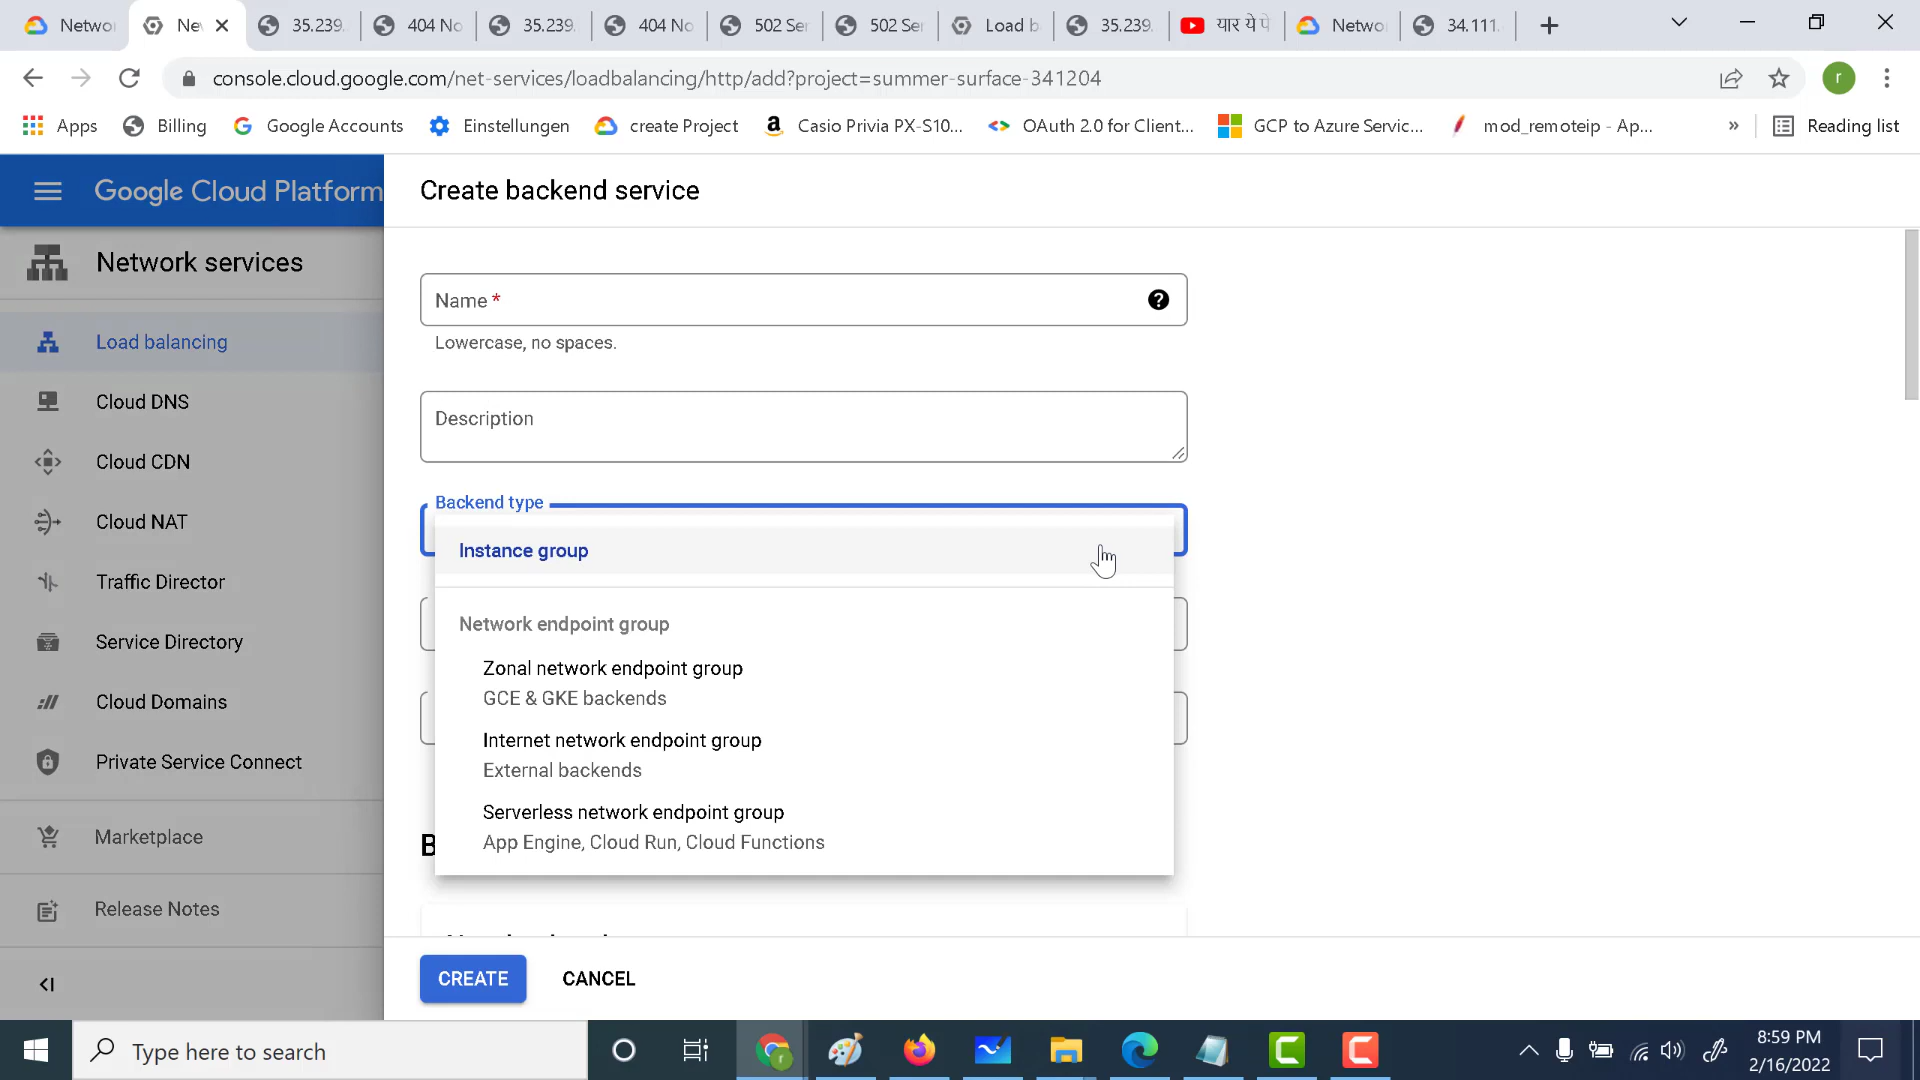 Networ
Ne
35.239.
404 No
35.239.
404 No
502 Ser
502 Ser
Load b
35.239.
यार ये पे
Networ
34.111.
console.cloud.google.com/net-services/loadbalancing/http/add?project=summer-surface-341204
r
Apps
Billing
Google Accounts
Einstellungen
create Project
Casio Privia PX-S10...
OAuth 2.0 for Client...
GCP to Azure Servic...
mod_remoteip - Ap...
»
Reading list
Google Cloud Platform
Create backend service
Network services
Load balancing
Cloud DNS
Cloud CDN
Cloud NAT
Traffic Director
Service Directory
Cloud Domains
Private Service Connect
Marketplace
Release Notes
Name *
Lowercase, no spaces.
Description
Backend type
Instance group
Network endpoint group
Zonal network endpoint group
GCE & GKE backends
Internet network endpoint group
External backends
Serverless network endpoint group
App Engine, Cloud Run, Cloud Functions
CREATE
CANCEL
Type here to search
8:59 PM
2/16/2022